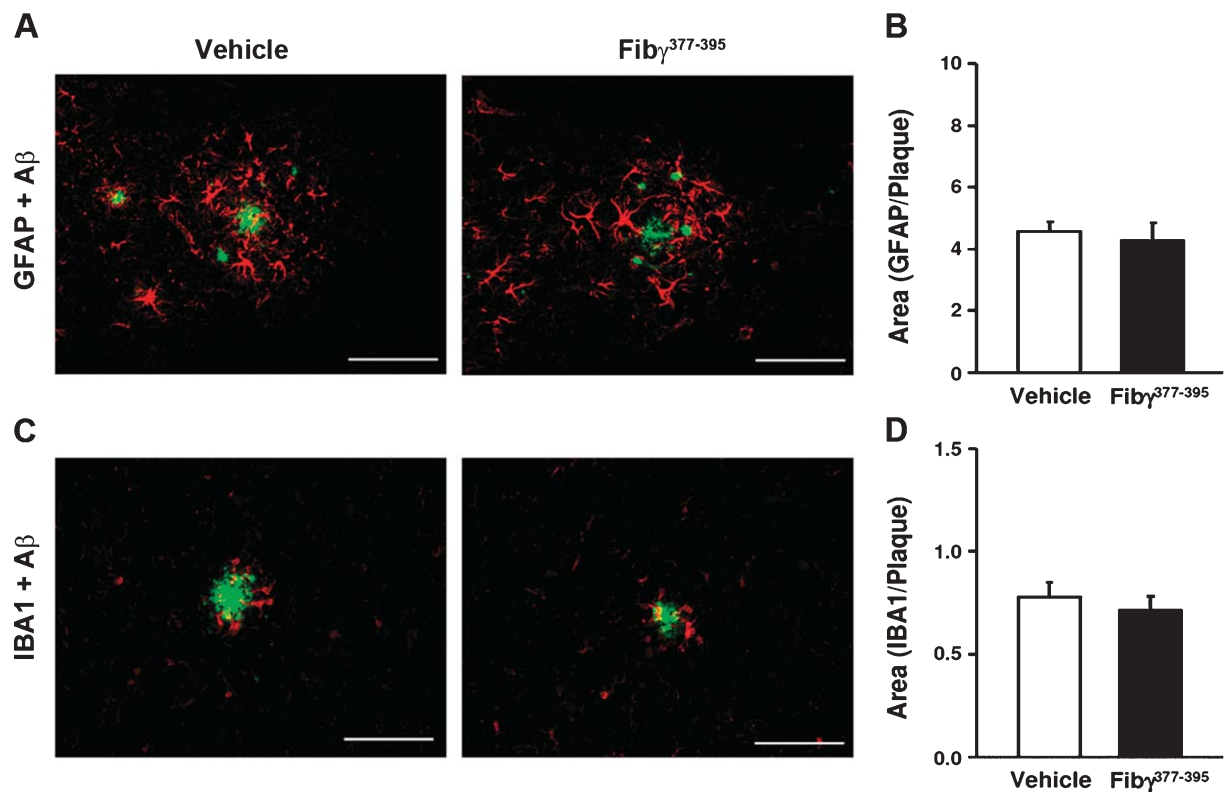 A
Vehicle
Fibγ377-395
GFAP + Aβ
B
10
8
6
4
2
0
Area (GFAP/Plaque)
Vehicle
Fibγ377-395
C
IBA1 + Aβ
D
1.5
1.0
0.5
0.0
Area (IBA1/Plaque)
Vehicle
Fibγ377-395